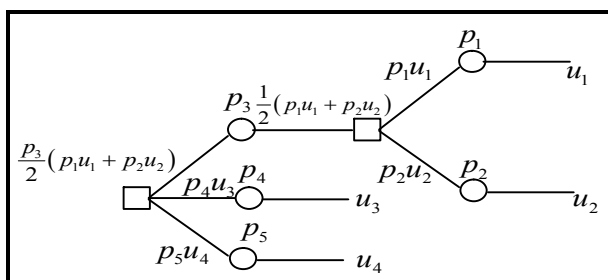 p₁
p₁u₁
u₁
p₃ ½(p₁u₁ + p₂u₂)
p₃/2 (p₁u₁ + p₂u₂)
p₂u₂
p₂
u₂
p₄u₃
p₄
u₃
p₅
p₅u₄
u₄